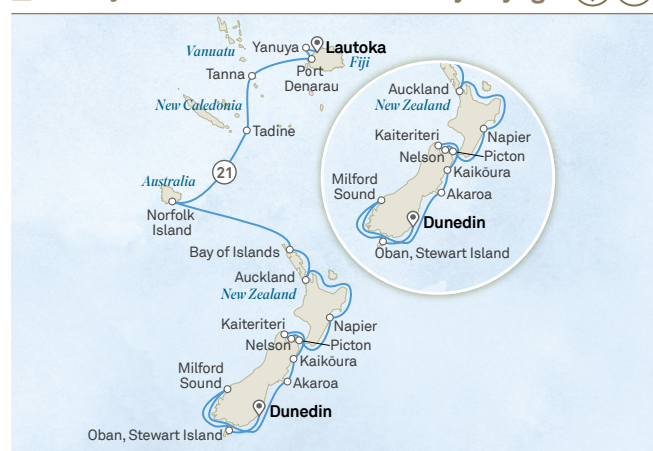 Vanuatu
Yanuya
Lautoka
Fiji
Port
Denarau
Tanna
New Caledonia
Tadine
21
Australia
Norfolk
Island
Bay of Islands
Auckland
New Zealand
Kaiteriteri
Napier
Nelson
Picton
Kaikōura
Milford
Sound
Akaroa
Dunedin
Oban, Stewart Island
Auckland
New Zealand
Kaiteriteri
Napier
Nelson
Picton
Kaikōura
Milford
Sound
Akaroa
Dunedin
Oban, Stewart Island